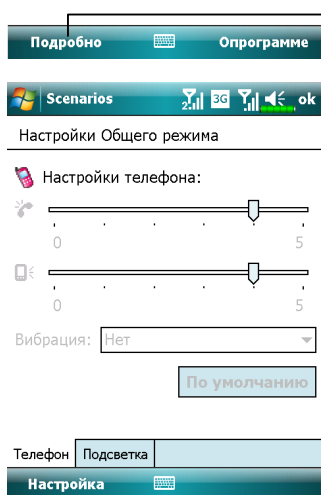 Подробно Опрограмме
Scenarios 2 3G ok
Настройки Общего режима
Настройки телефона:
0 5
0 5
Вибрация: Нет
По умолчанию
Телефон Подсветка
Настройка